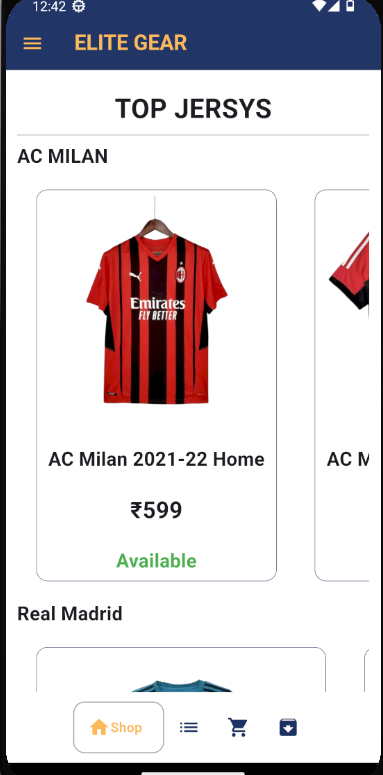 12:42
ELITE GEAR
TOP JERSYS
AC MILAN
Emirates
FLY BETTER
AC Milan 2021-22 Home
AC M
₹599
Available
Real Madrid
Shop